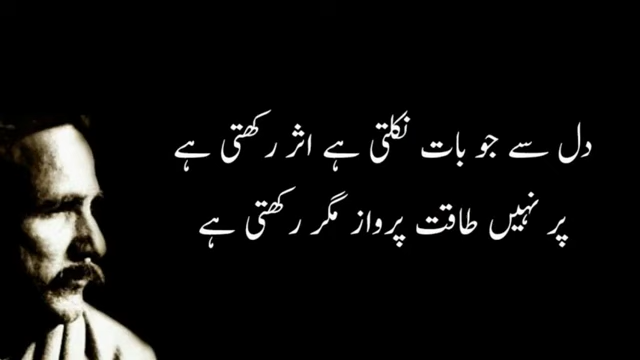 دل سے جو بات نکلتی ہے اثر رکھتی ہے
پر نہیں طاقت پرواز مگر رکھتی ہے